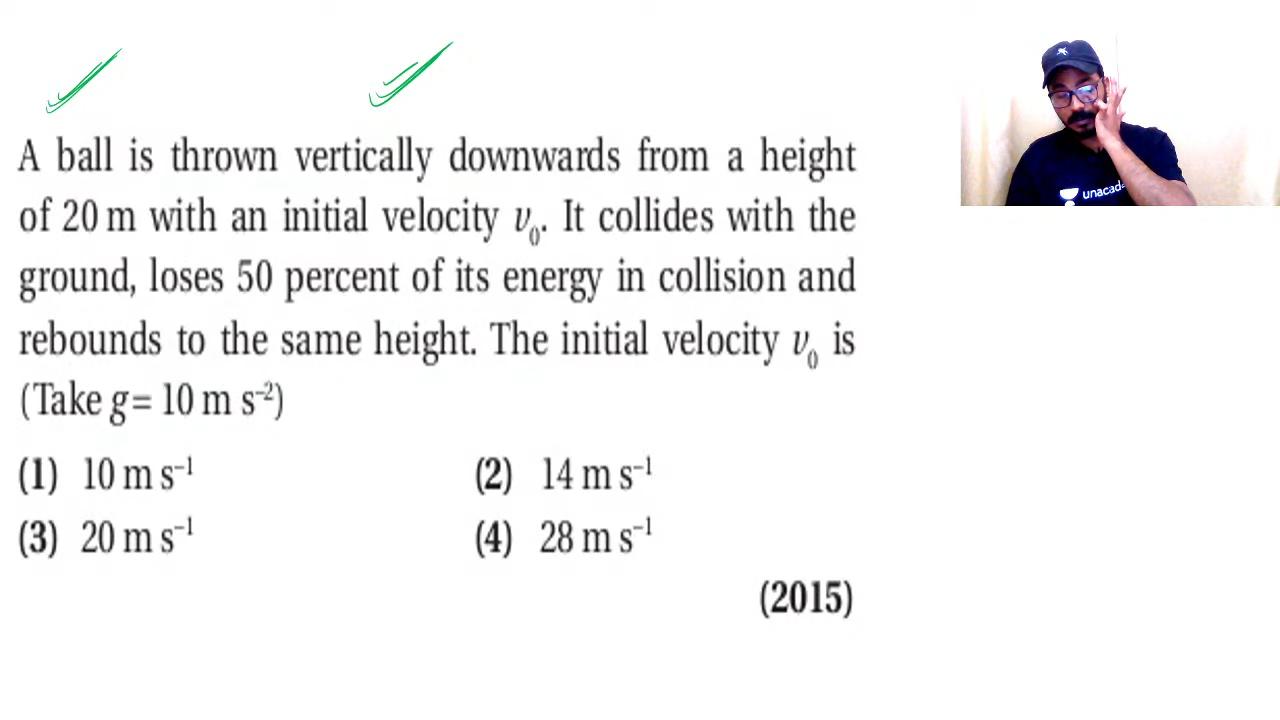 A ball is thrown vertically downwards from a height
of 20 m with an initial velocity v₀. It collides with the
ground, loses 50 percent of its energy in collision and
rebounds to the same height. The initial velocity v₀ is
(Take g= 10 m s⁻²)
(1) 10 m s⁻¹ (2) 14 m s⁻¹
(3) 20 m s⁻¹ (4) 28 m s⁻¹
(2015)